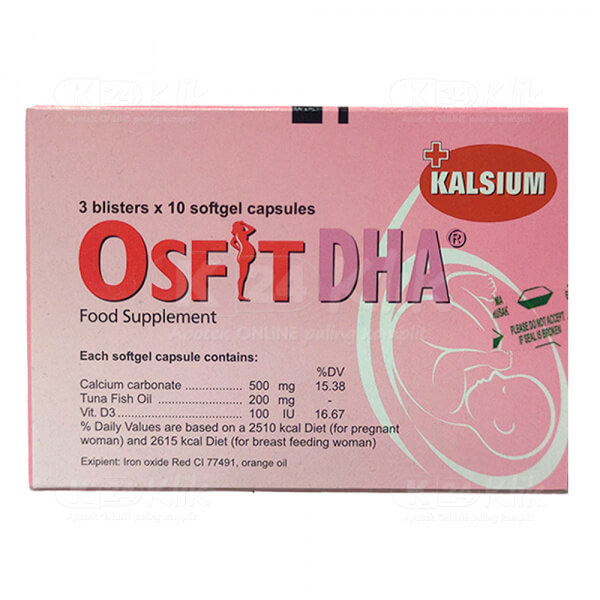 + KALSIUM
3 blisters x 10 softgel capsules
OSFIT DHA®
Food Supplement
PLEASE DO NOT ACCEPT
IF SEAL IS BROKEN
Each softgel capsule contains:
%DV
Calcium carbonate .................... 500 mg 15.38
Tuna Fish Oil ............................. 200 mg -
Vit. D3 ....................................... 100 IU 16.67
% Daily Values are based on a 2510 kcal Diet (for pregnant
woman) and 2615 kcal Diet (for breast feeding woman)
Exipient: Iron oxide Red CI 77491, orange oil